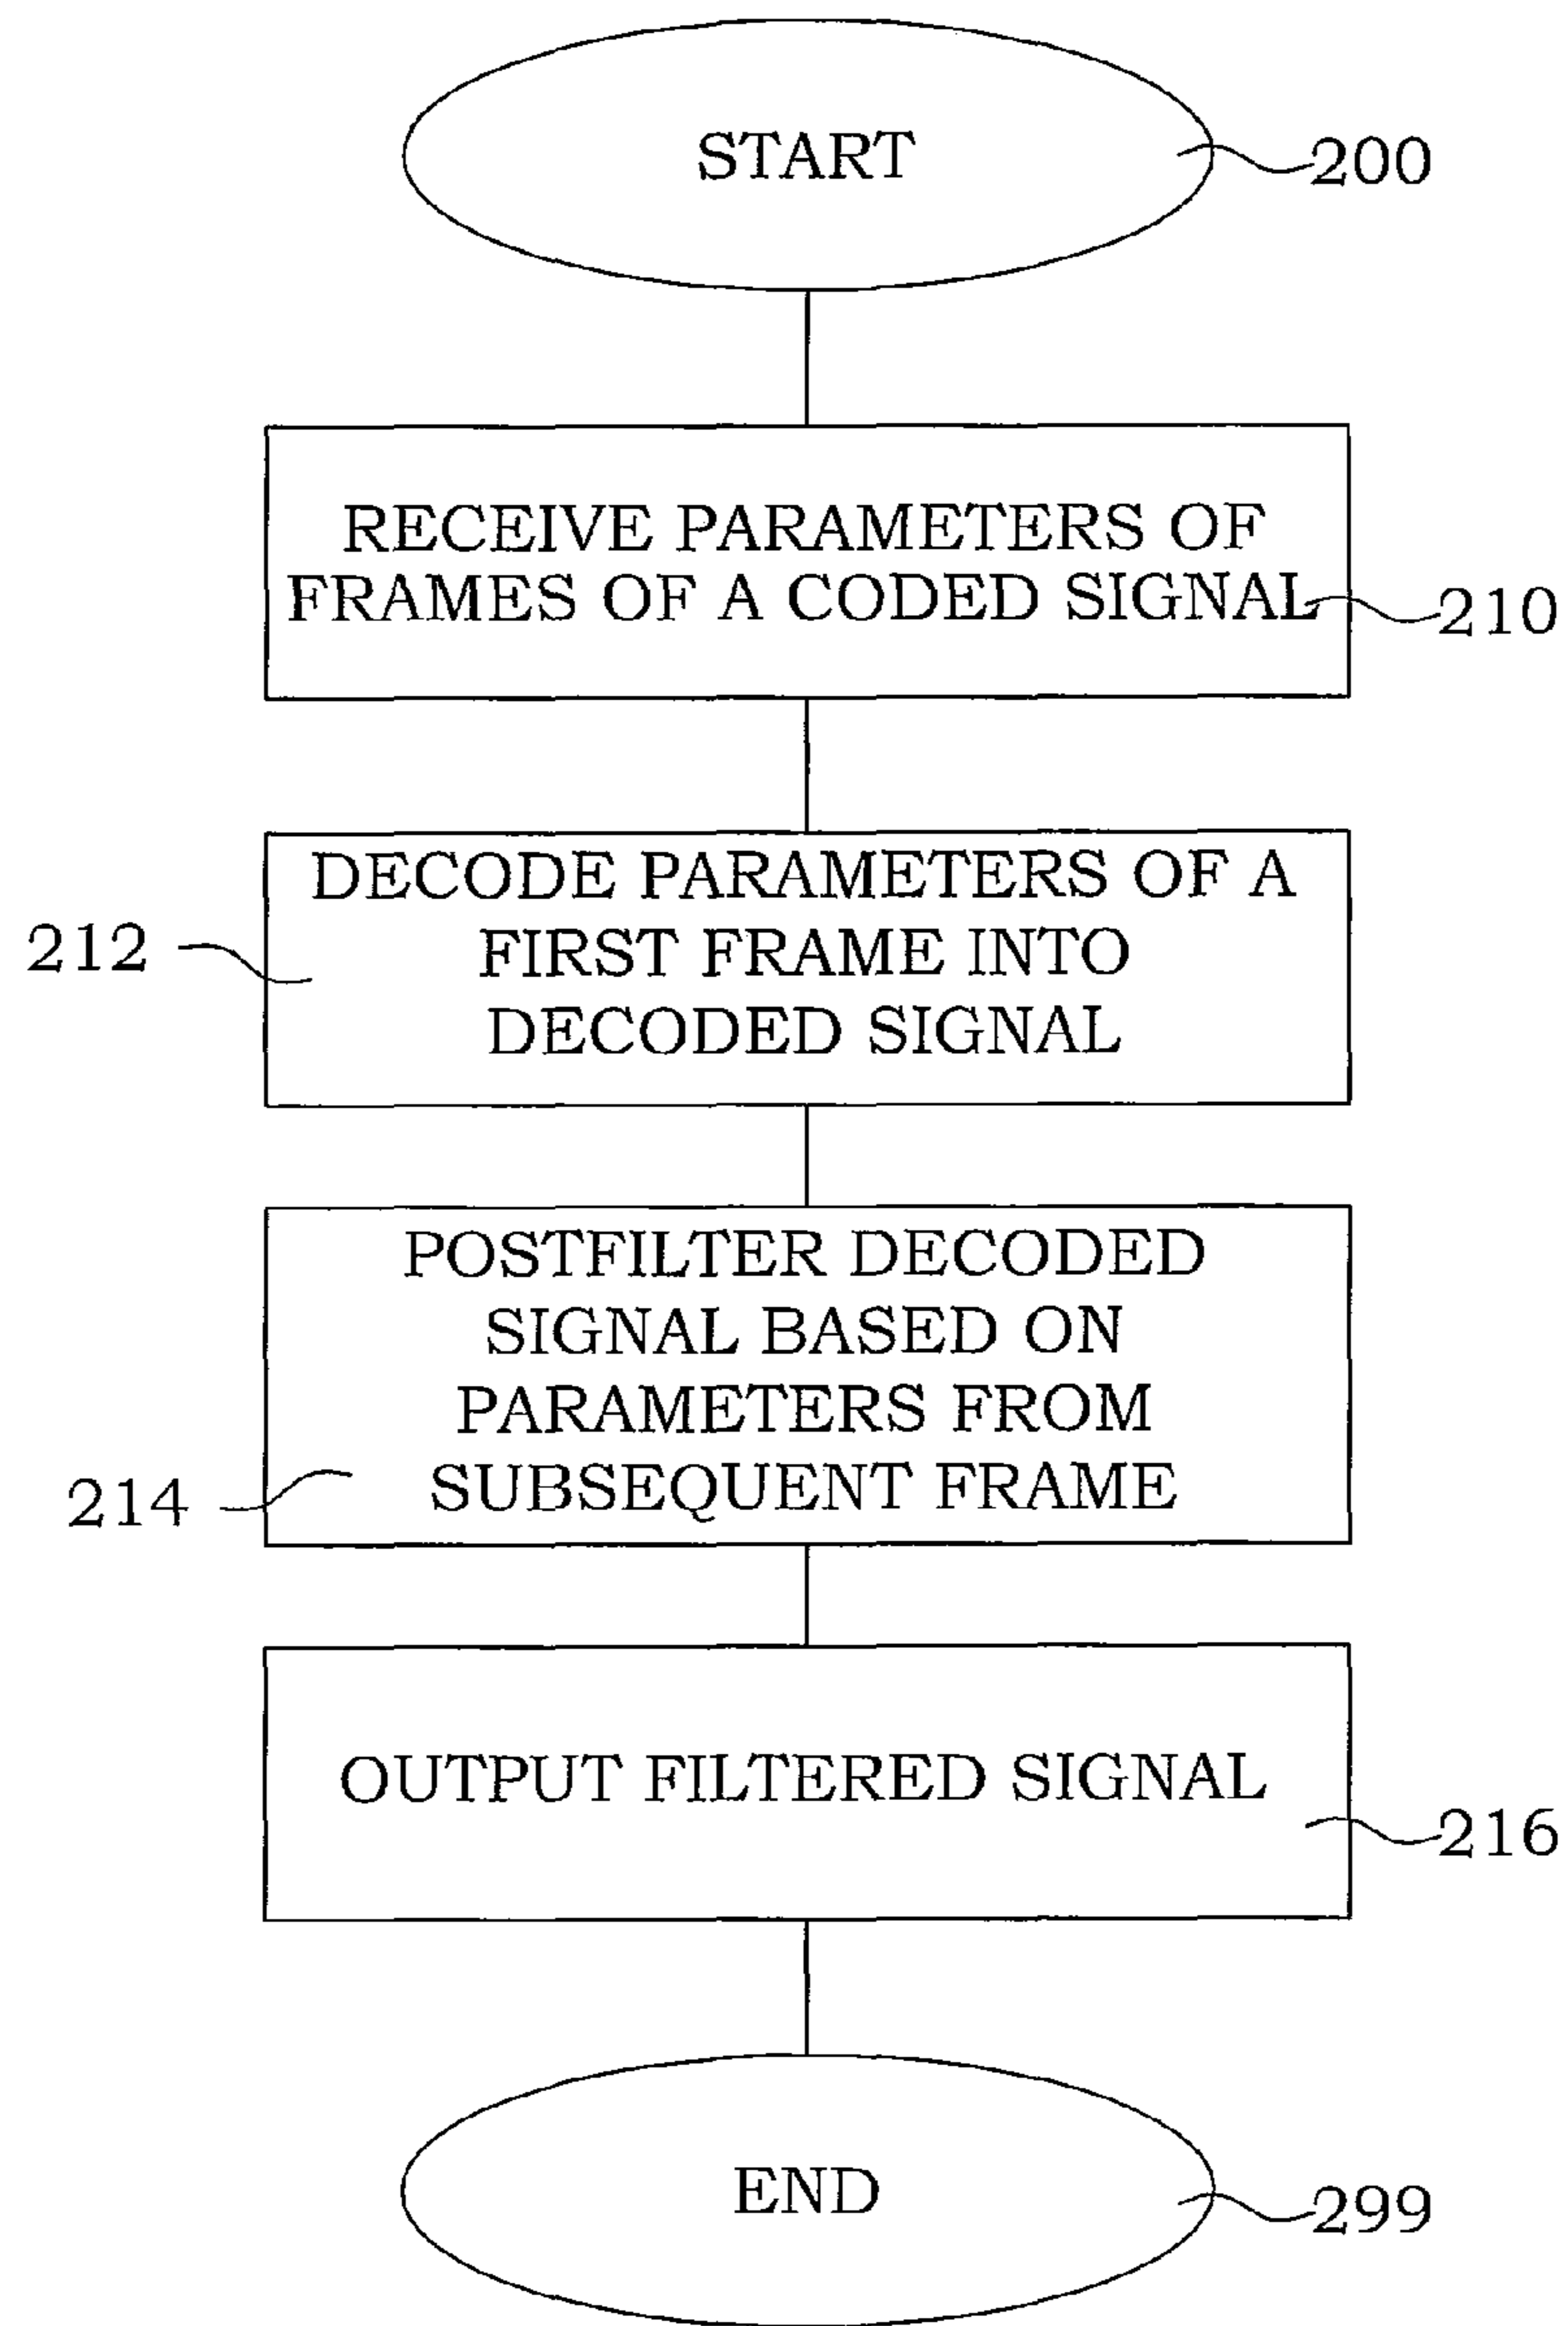 START
200
RECEIVE PARAMETERS OF
FRAMES OF A CODED SIGNAL
210
DECODE PARAMETERS OF A
FIRST FRAME INTO
DECODED SIGNAL
212
POSTFILTER DECODED
SIGNAL BASED ON
PARAMETERS FROM
SUBSEQUENT FRAME
214
OUTPUT FILTERED SIGNAL
216
END
299